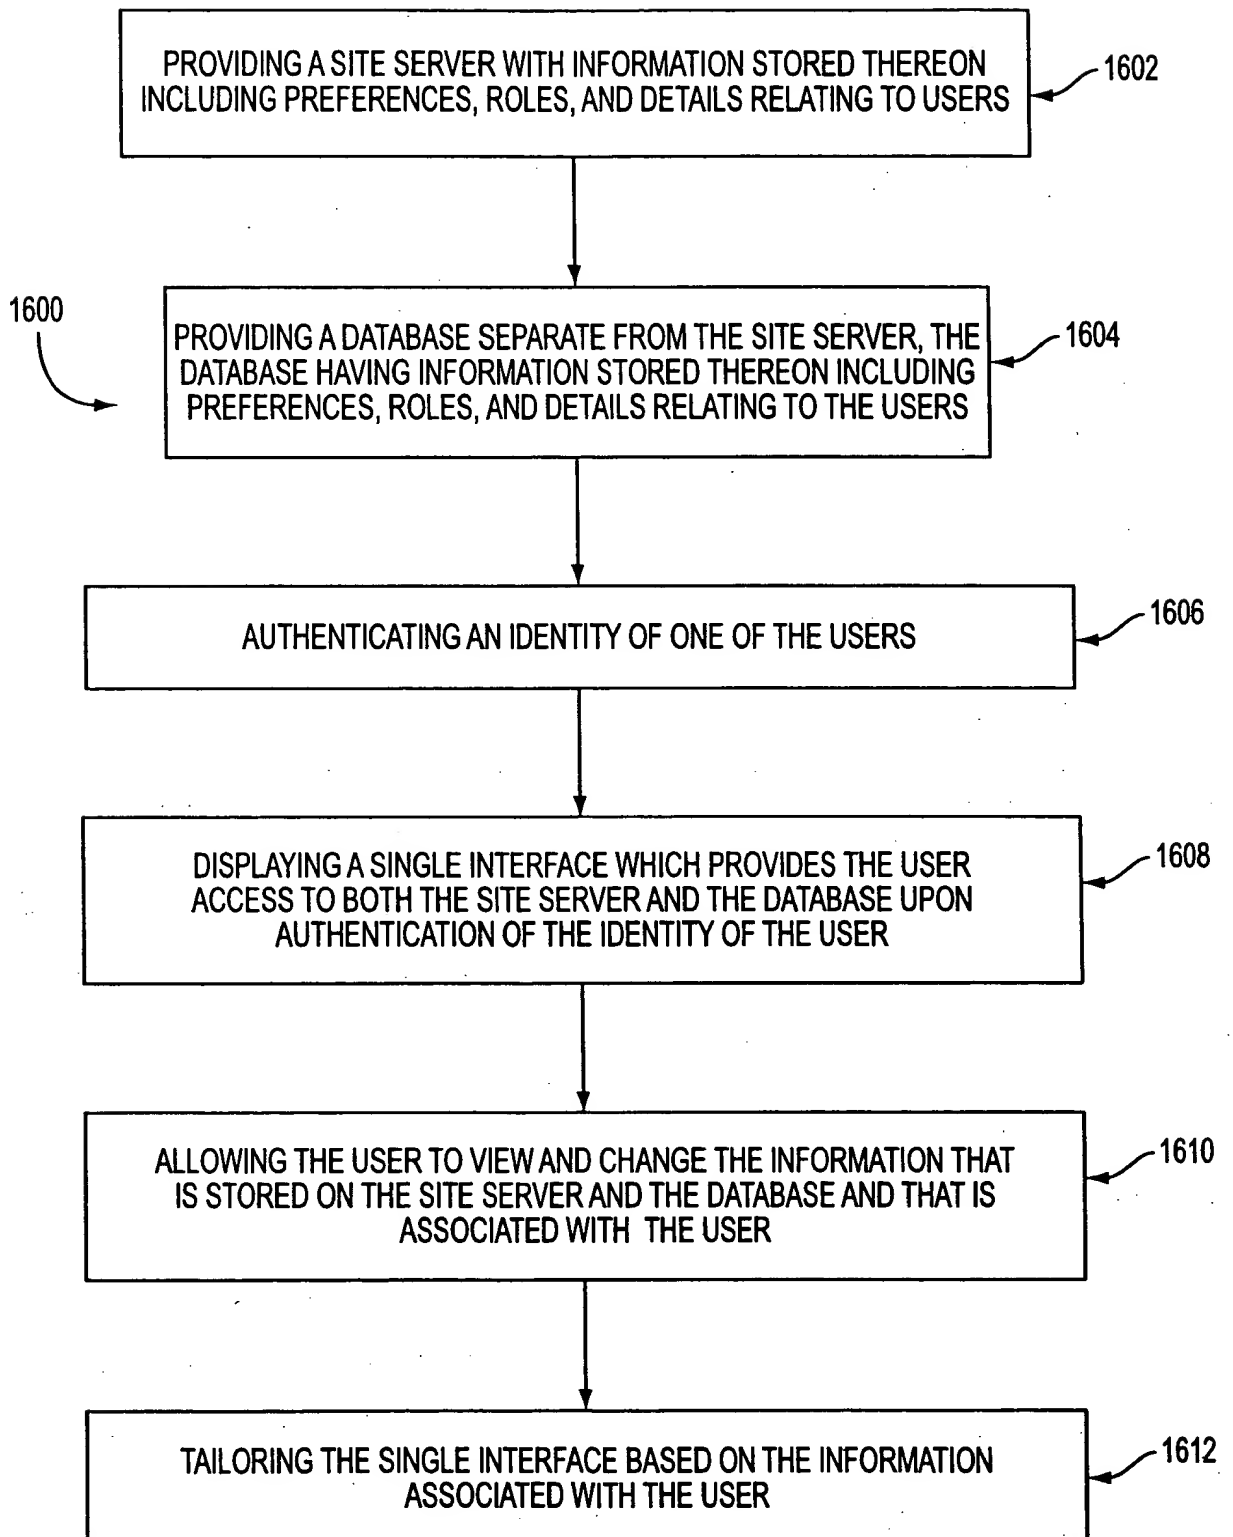 PROVIDING A SITE SERVER WITH INFORMATION STORED THEREON
INCLUDING PREFERENCES, ROLES, AND DETAILS RELATING TO USERS
1602
1600
PROVIDING A DATABASE SEPARATE FROM THE SITE SERVER, THE
DATABASE HAVING INFORMATION STORED THEREON INCLUDING
PREFERENCES, ROLES, AND DETAILS RELATING TO THE USERS
1604
AUTHENTICATING AN IDENTITY OF ONE OF THE USERS
1606
DISPLAYING A SINGLE INTERFACE WHICH PROVIDES THE USER
ACCESS TO BOTH THE SITE SERVER AND THE DATABASE UPON
AUTHENTICATION OF THE IDENTITY OF THE USER
1608
ALLOWING THE USER TO VIEW AND CHANGE THE INFORMATION THAT
IS STORED ON THE SITE SERVER AND THE DATABASE AND THAT IS
ASSOCIATED WITH THE USER
1610
TAILORING THE SINGLE INTERFACE BASED ON THE INFORMATION
ASSOCIATED WITH THE USER
1612